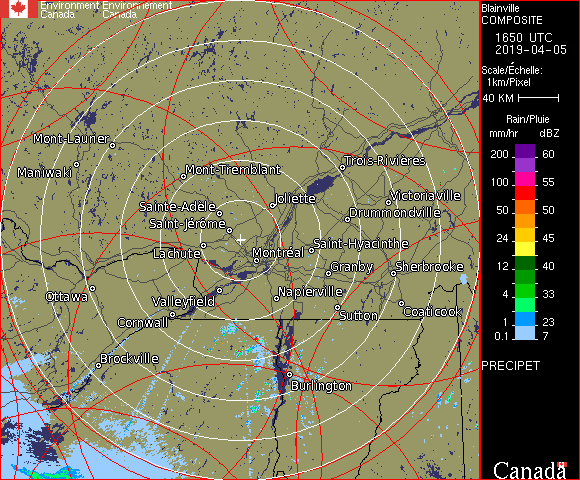 Environment Environnement
Canada Canada
Blainville
COMPOSITE
1650 UTC
2019-04-05
Scale/Échelle:
1km/Pixel
40 KM
Rain/Pluie
mm/hr dBZ
200 60
100 55
50 50
24 45
12 40
4 33
1 23
0.1 7
PRECIPET
Canada
Mont-Laurier
Maniwaki
Mont-Tremblant
Trois-Rivières
Joliette
Victoriaville
Sainte-Adèle
Drummondville
Saint-Jérôme
Saint-Hyacinthe
Lachute
Montréal
Granby
Sherbrooke
Ottawa
Valleyfield
Napierville
Cornwall
Sutton
Coaticook
Brockville
Burlington